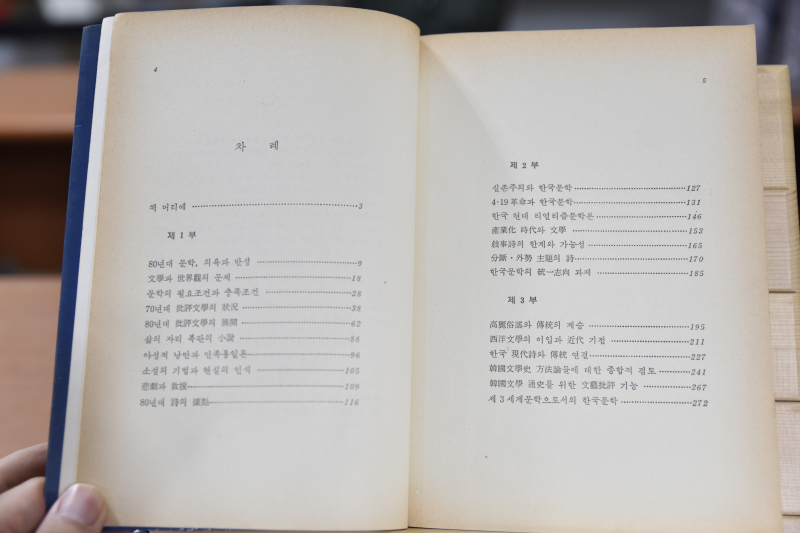 4
차 례
책 머리에 ……………………………… 3
제 1 부
80년대 문학, 의욕과 반성 ……………………………… 9
文學과 世界觀의 문제 ……………………………… 18
문학의 필요조건과 충족조건 ……………………………… 28
70년대 批評文學의 狀況 ……………………………… 38
80년대 批評文學의 展開 ……………………………… 62
삶의 자리 복판의 小說 ……………………………… 86
야성적 낭만과 민족동일론 ……………………………… 96
소설의 기법과 현실의 인식 ……………………………… 105
悲劇과 救援 ……………………………… 109
80년대 詩의 據點 ……………………………… 116
5
제 2 부
실존주의와 한국문학 ……………………………… 127
4·19 革命과 한국문학 ……………………………… 131
한국 현대 리얼리즘문학론 ……………………………… 146
產業化 時代와 文學 ……………………………… 153
敍事詩의 한계와 가능성 ……………………………… 165
分斷·外勢 主題의 詩 ……………………………… 170
한국문학의 統一志向 과제 ……………………………… 185
제 3 부
高麗俗謠와 傳統의 계승 ……………………………… 195
西洋文學의 이입과 近代 기점 ……………………………… 211
한국 現代詩와 傳統 연결 ……………………………… 227
韓國文學史 方法論들에 대한 종합적 검토 ……………………………… 241
韓國文學 通史를 위한 文藝批評 기능 ……………………………… 267
제 3 세계문학으로서의 한국문학 ……………………………… 272